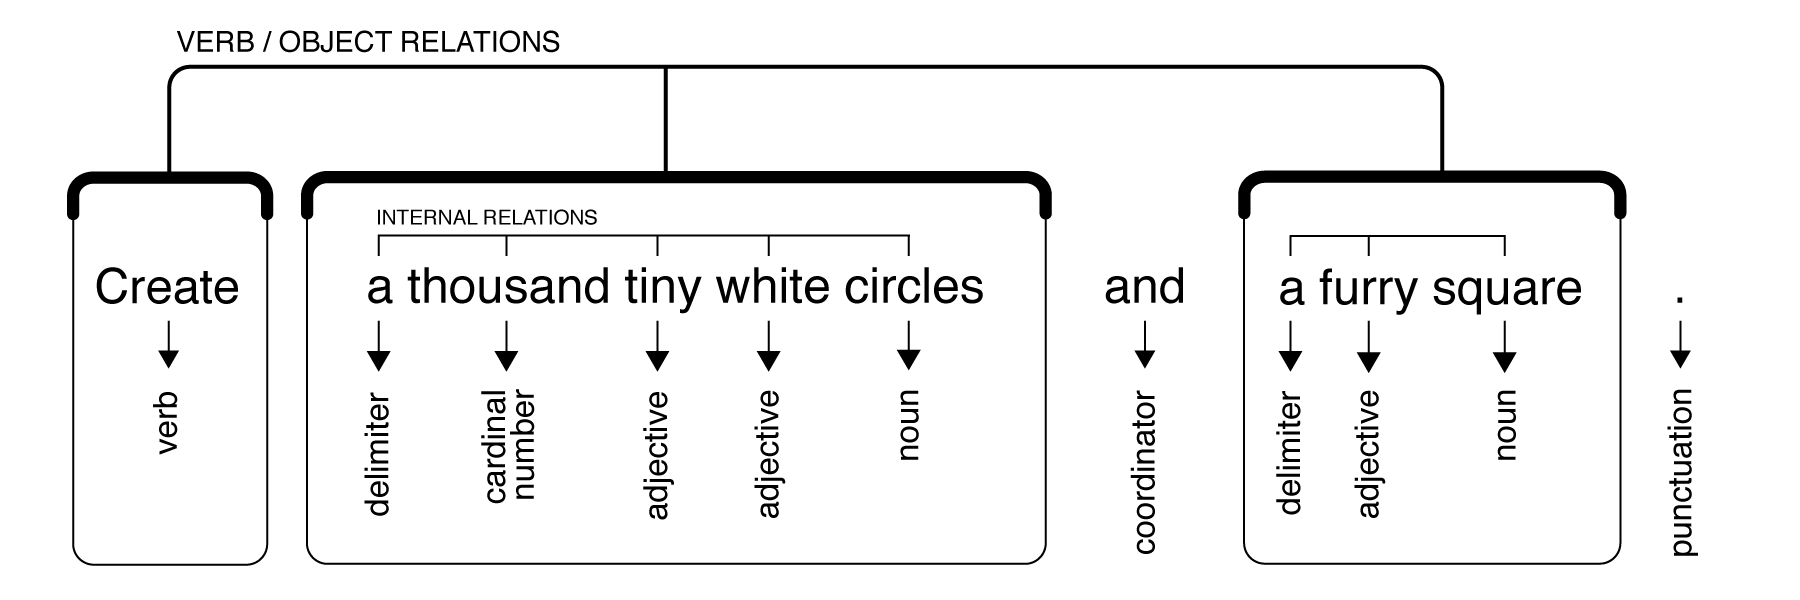 VERB / OBJECT RELATIONS
INTERNAL RELATIONS
Create a thousand tiny white circles and a furry square .
verb
delimiter
cardinal
number
adjective
adjective
noun
coordinator
delimiter
adjective
noun
punctuation